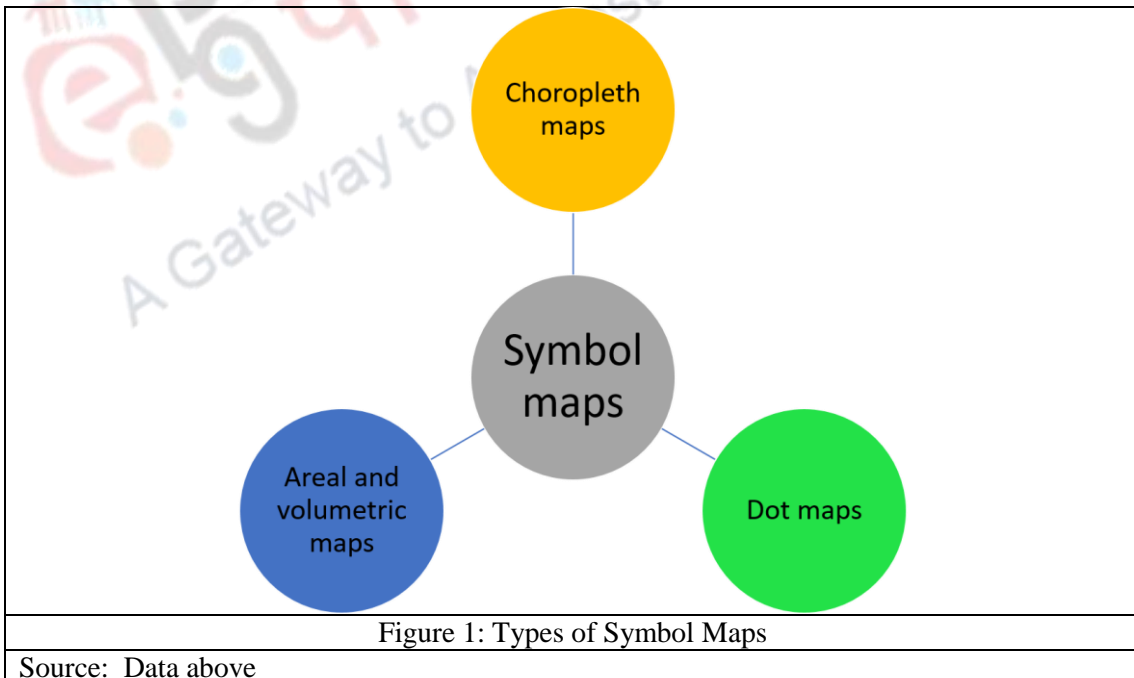 A Gateway to
Choropleth
maps
Symbol
maps
Areal and
volumetric
maps
Dot maps
Figure 1: Types of Symbol Maps
Source: Data above